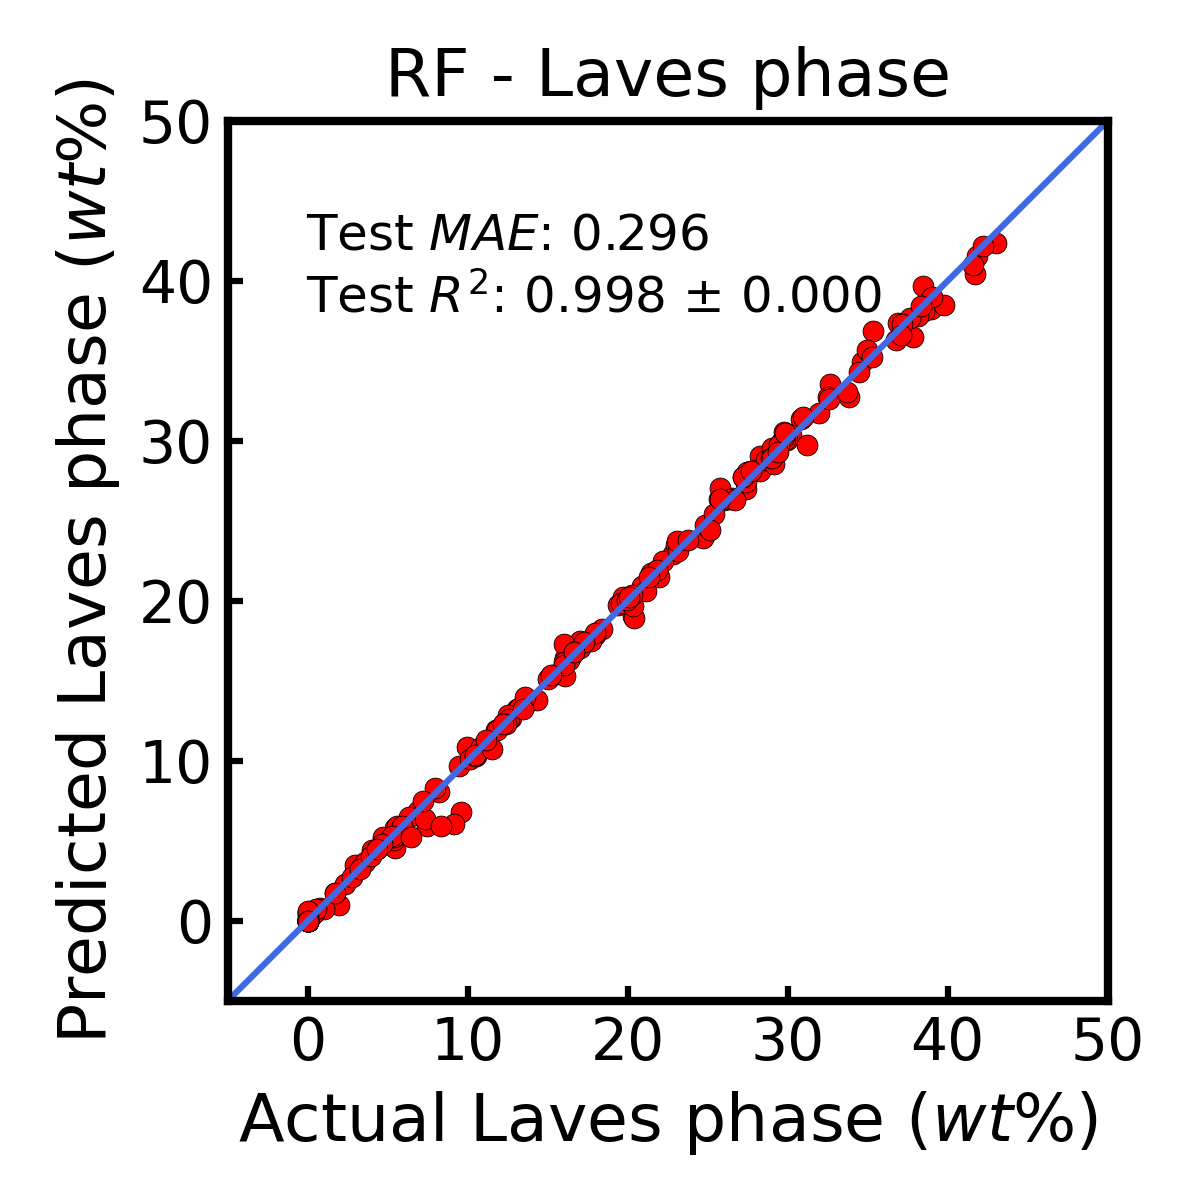 RF - Laves phase
Predicted Laves phase (wt%)
50
40
30
20
10
0
Test MAE: 0.296
Test R²: 0.998 ± 0.000
0 10 20 30 40 50
Actual Laves phase (wt%)